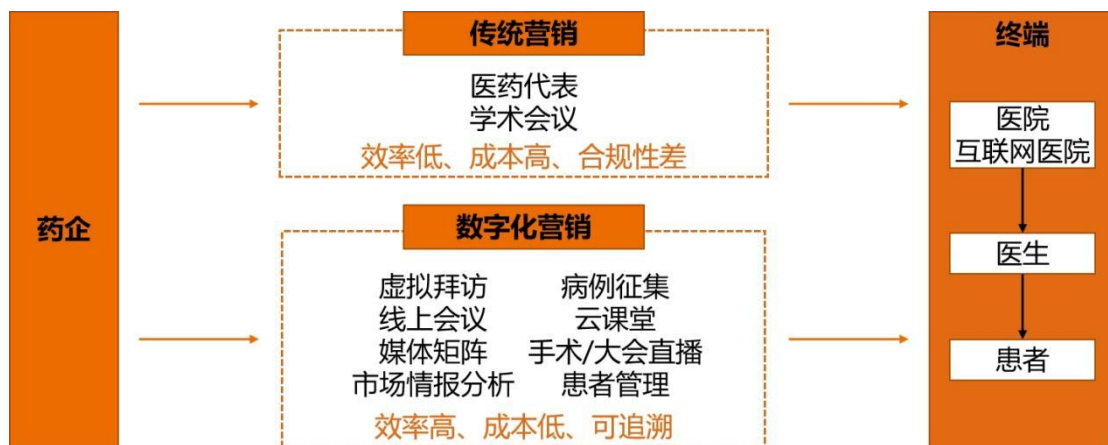 药企
传统营销
医药代表
学术会议
效率低、成本高、合规性差
数字化营销
虚拟拜访 病例征集
线上会议 云课堂
媒体矩阵 手术/大会直播
市场情报分析 患者管理
效率高、成本低、可追溯
终端
医院
互联网医院
医生
患者